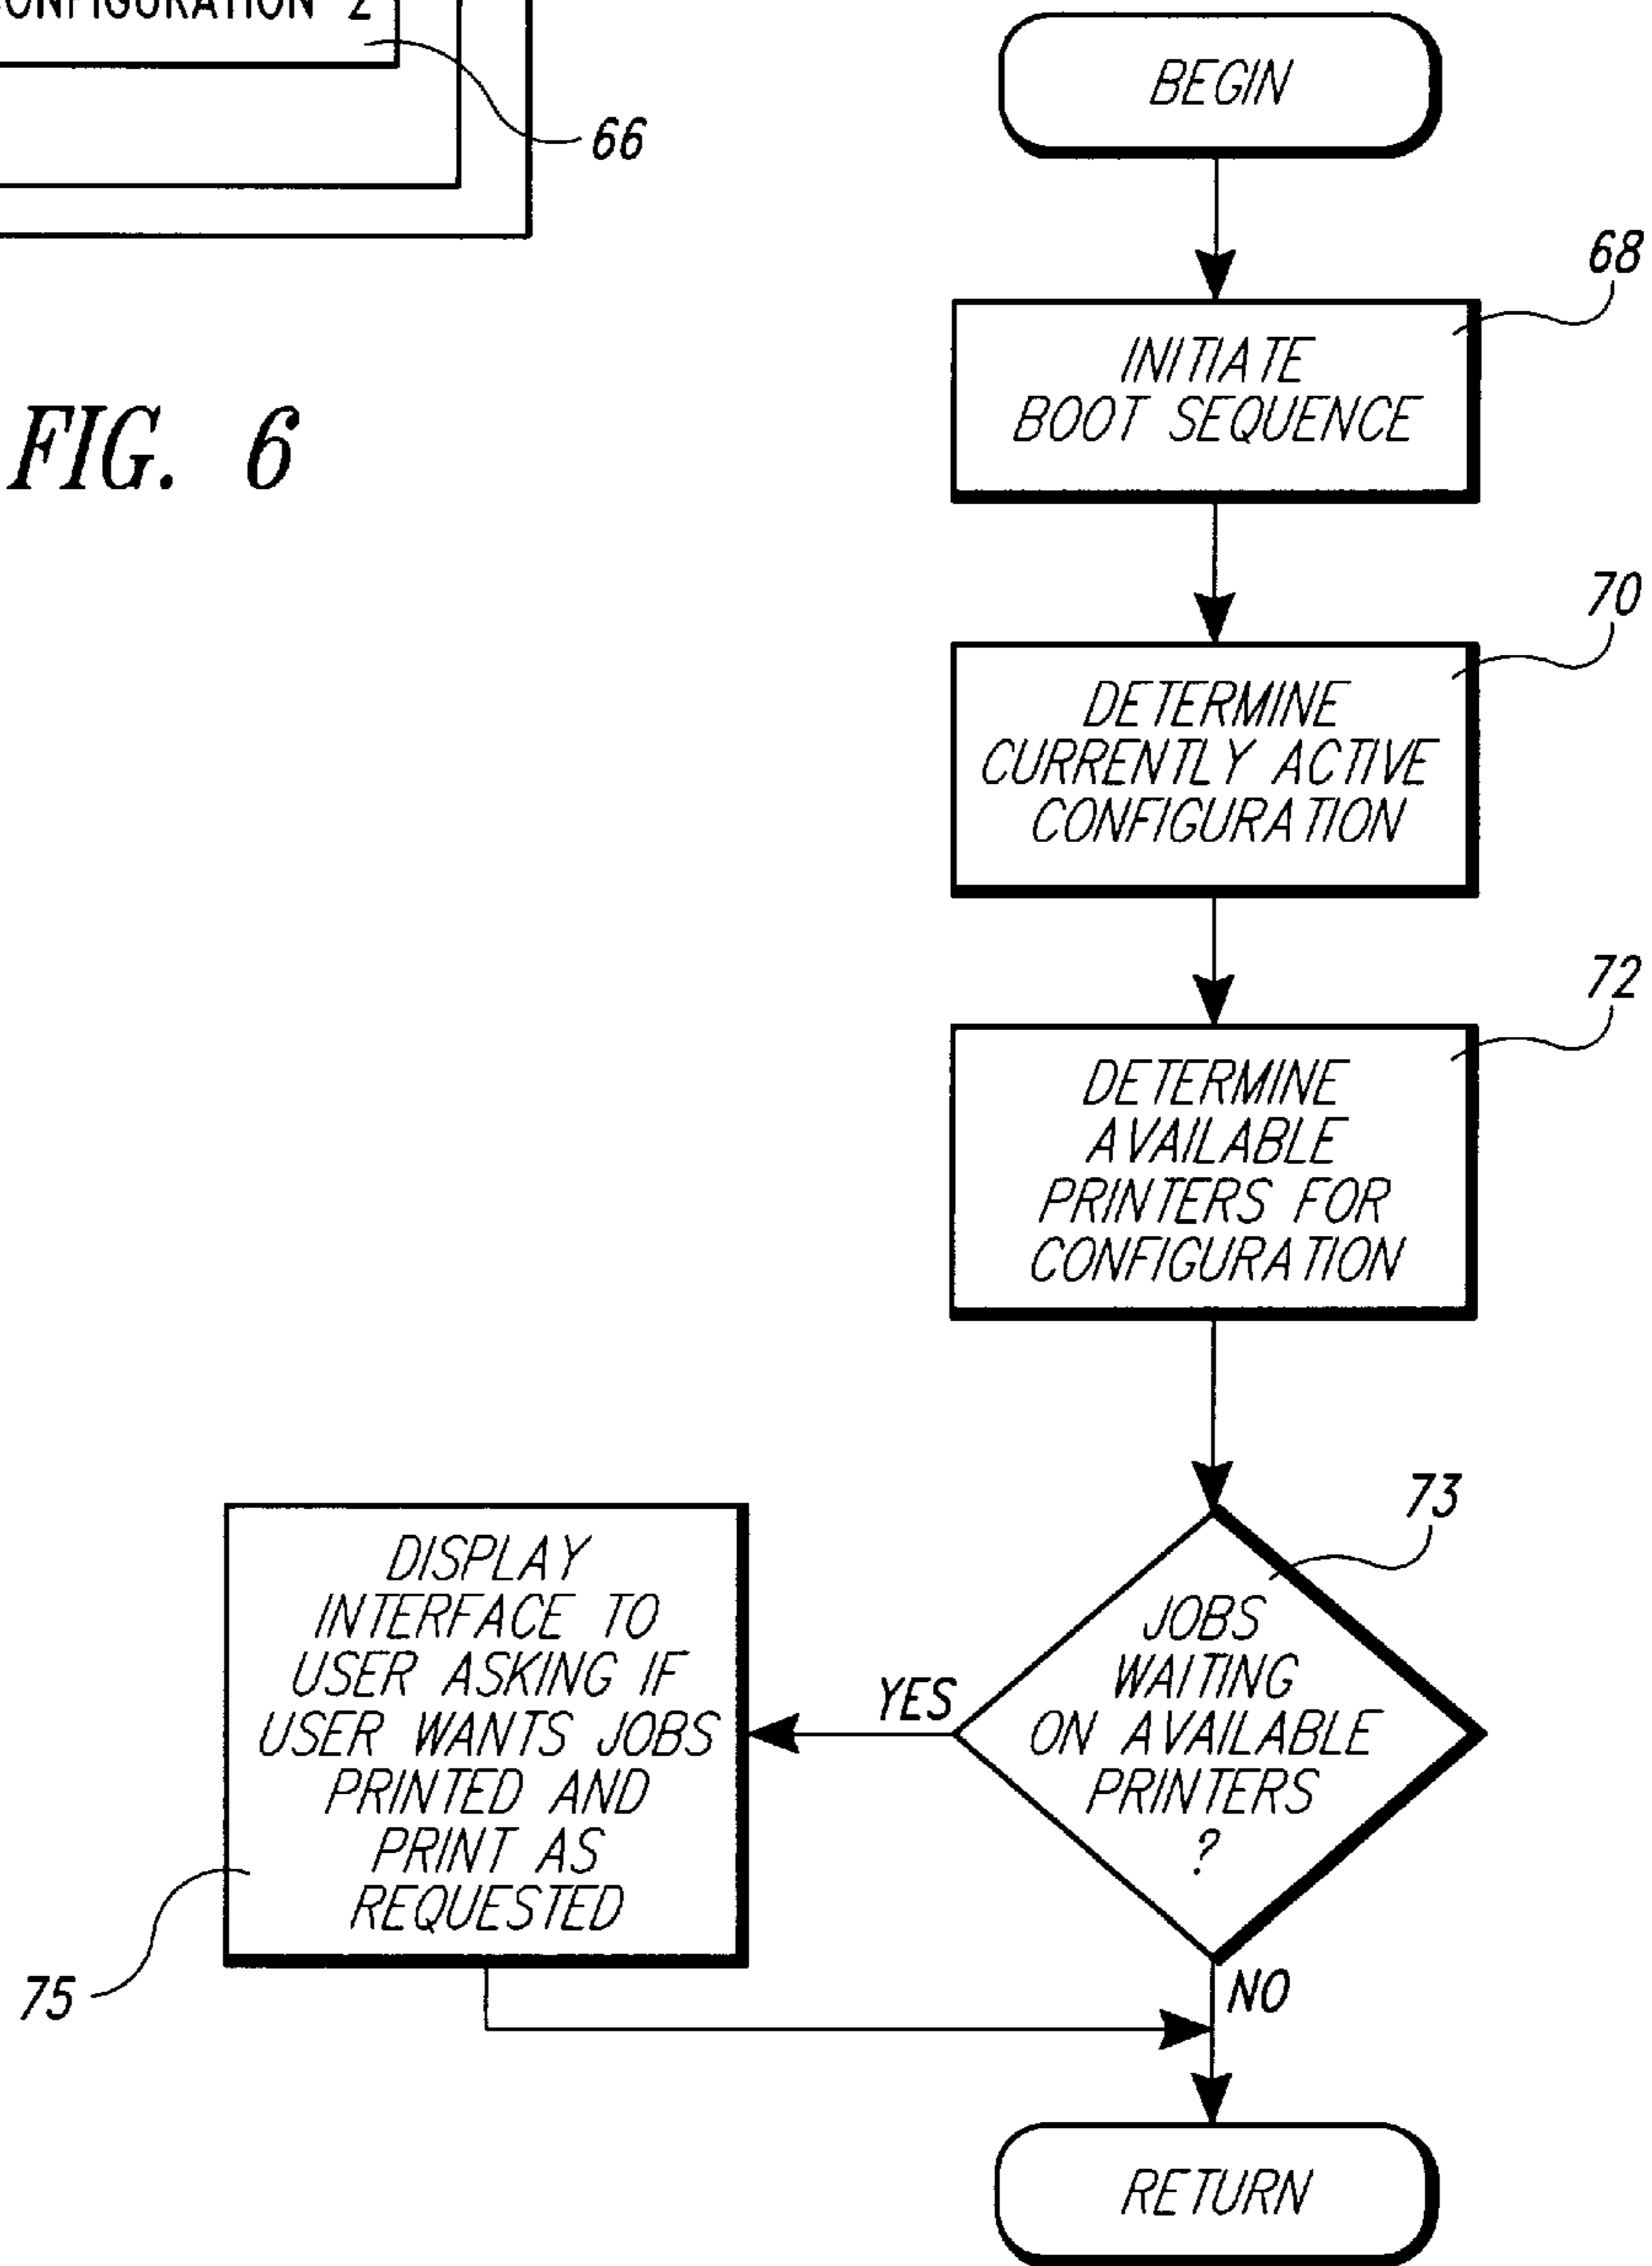 CONFIGURATION 2
66
FIG. 6
BEGIN
68
INITIATE
BOOT SEQUENCE
70
DETERMINE
CURRENTLY ACTIVE
CONFIGURATION
72
DETERMINE
AVAILABLE
PRINTERS FOR
CONFIGURATION
73
JOBS
WAITING
ON AVAILABLE
PRINTERS
?
YES
NO
DISPLAY
INTERFACE TO
USER ASKING IF
USER WANTS JOBS
PRINTED AND
PRINT AS
REQUESTED
75
RETURN